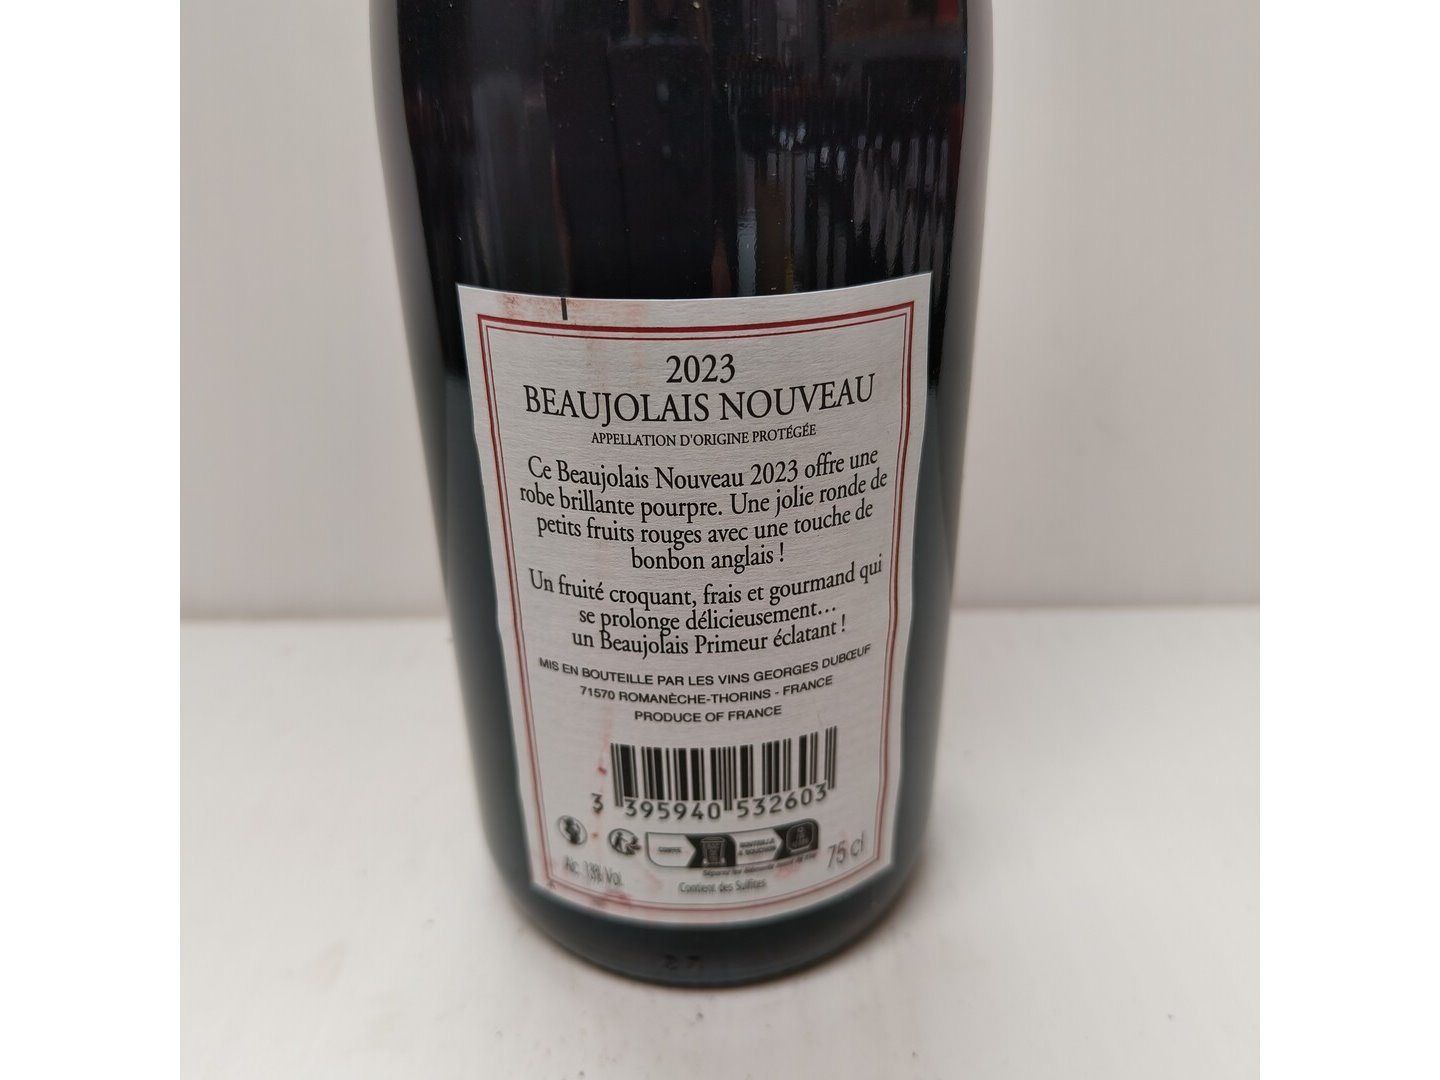 2023
BEAUJOLAIS NOUVEAU
APPELLATION D'ORIGINE PROTÉGÉE
Ce Beaujolais Nouveau 2023 offre une
robe brillante pourpre. Une jolie ronde de
petits fruits rouges avec une touche de
bonbon anglais !
Un fruité croquant, frais et gourmand qui
se prolonge délicieusement...
un Beaujolais Primeur éclatant !
MIS EN BOUTEILLE PAR LES VINS GEORGES DUBŒUF
71570 ROMANÈCHE-THORINS - FRANCE
PRODUCE OF FRANCE
3 395940 532603
Alc. 13% Vol.
Contient des Sulfites
75 cl